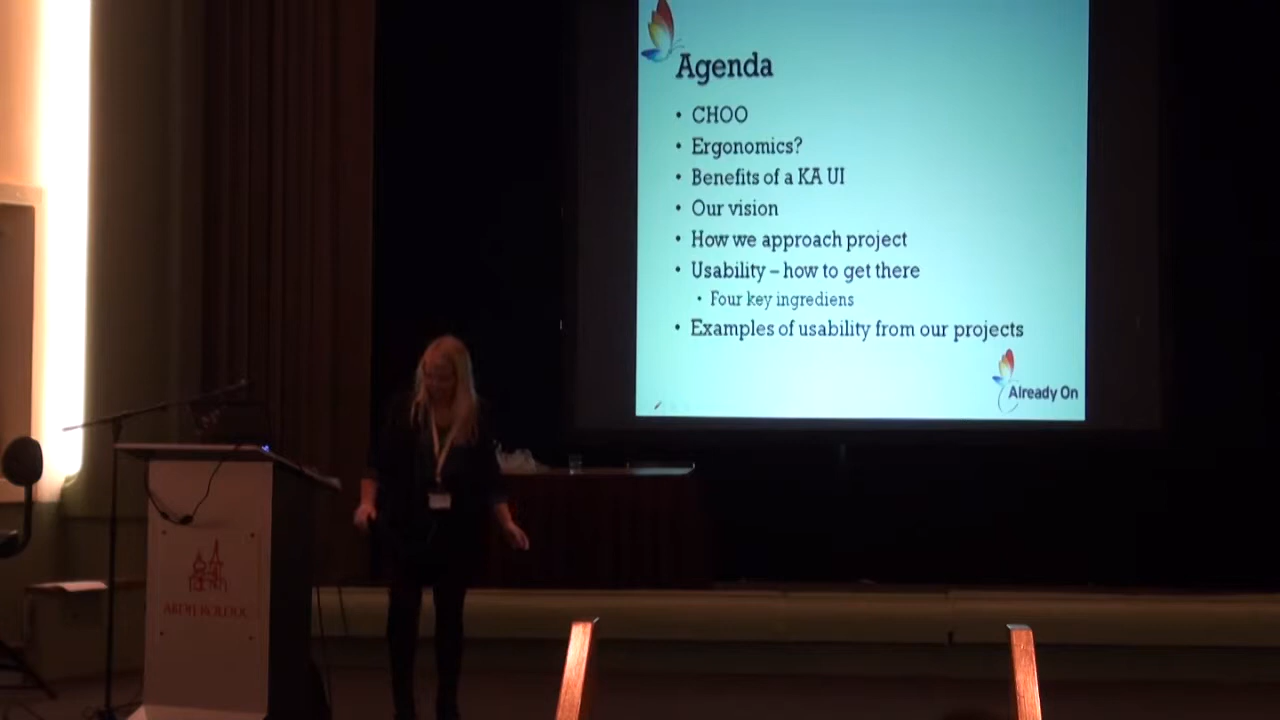 Agenda
• CHOO
• Ergonomics?
• Benefits of a KA UI
• Our vision
• How we approach project
• Usability – how to get there
• Four key ingrediens
• Examples of usability from our projects
Already On